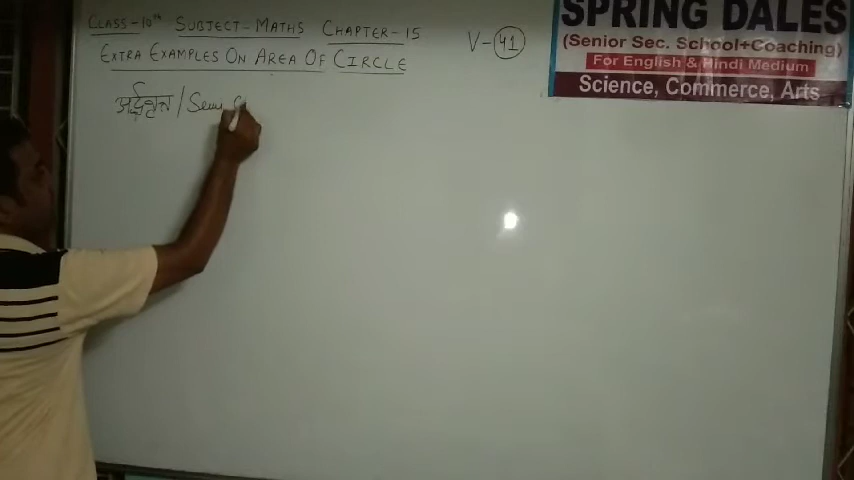 CLASS-10th SUBJECT-MATHS CHAPTER-15
EXTRA EXAMPLES ON AREA OF CIRCLE
V-41
अर्द्धवृत्त / Semi
SPRING DALES
(Senior Sec. School+Coaching)
For English & Hindi Medium
Science, Commerce, Arts